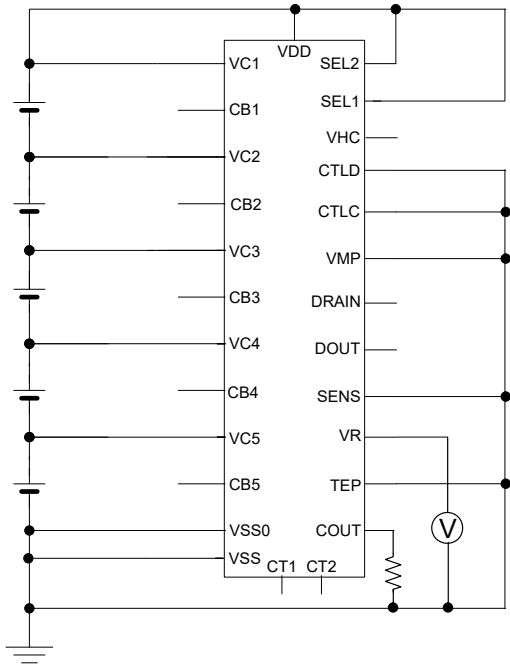 VDD
VC1
CB1
VC2
CB2
VC3
CB3
VC4
CB4
VC5
CB5
VSS0
VSS
CT1 CT2
SEL2
SEL1
VHC
CTLD
CTLC
VMP
DRAIN
DOUT
SENS
VR
TEP
COUT
V